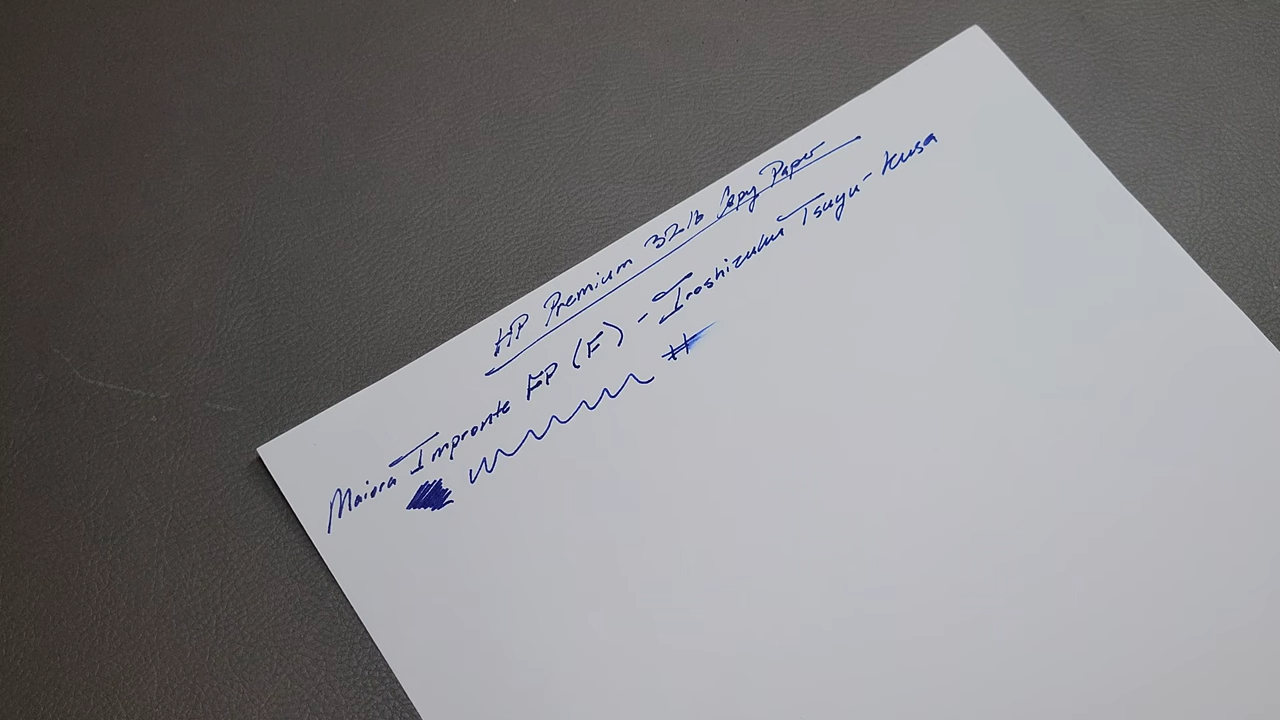 HP Premium 32lb Copy Paper
Maiora Impronte FP (F) - Iroshizuku Tsuyu-kusa
#